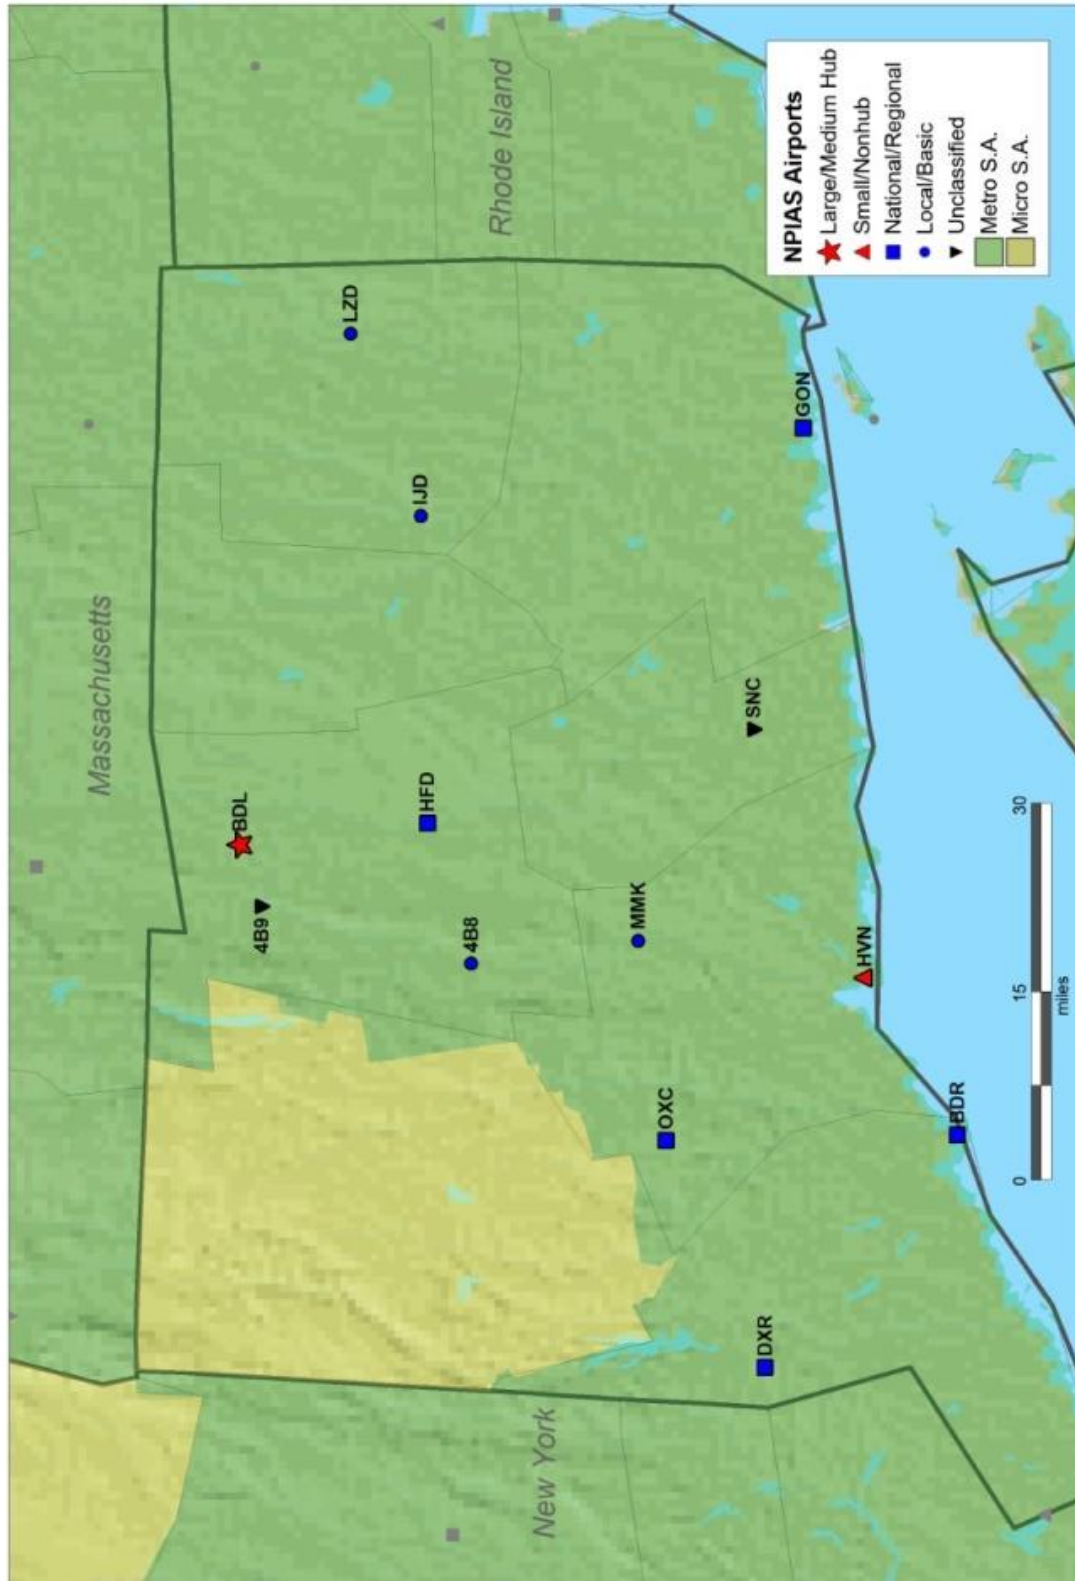 Massachusetts
BDL
4B9
LZD
HFD
IJD
4B8
Rhode Island
MMK
OXC
SNC
DXR
GON
HVN
BDR
New York
0
15
30
miles
NPIAS Airports
Large/Medium Hub
Small/Nonhub
National/Regional
Local/Basic
Unclassified
Metro S.A.
Micro S.A.